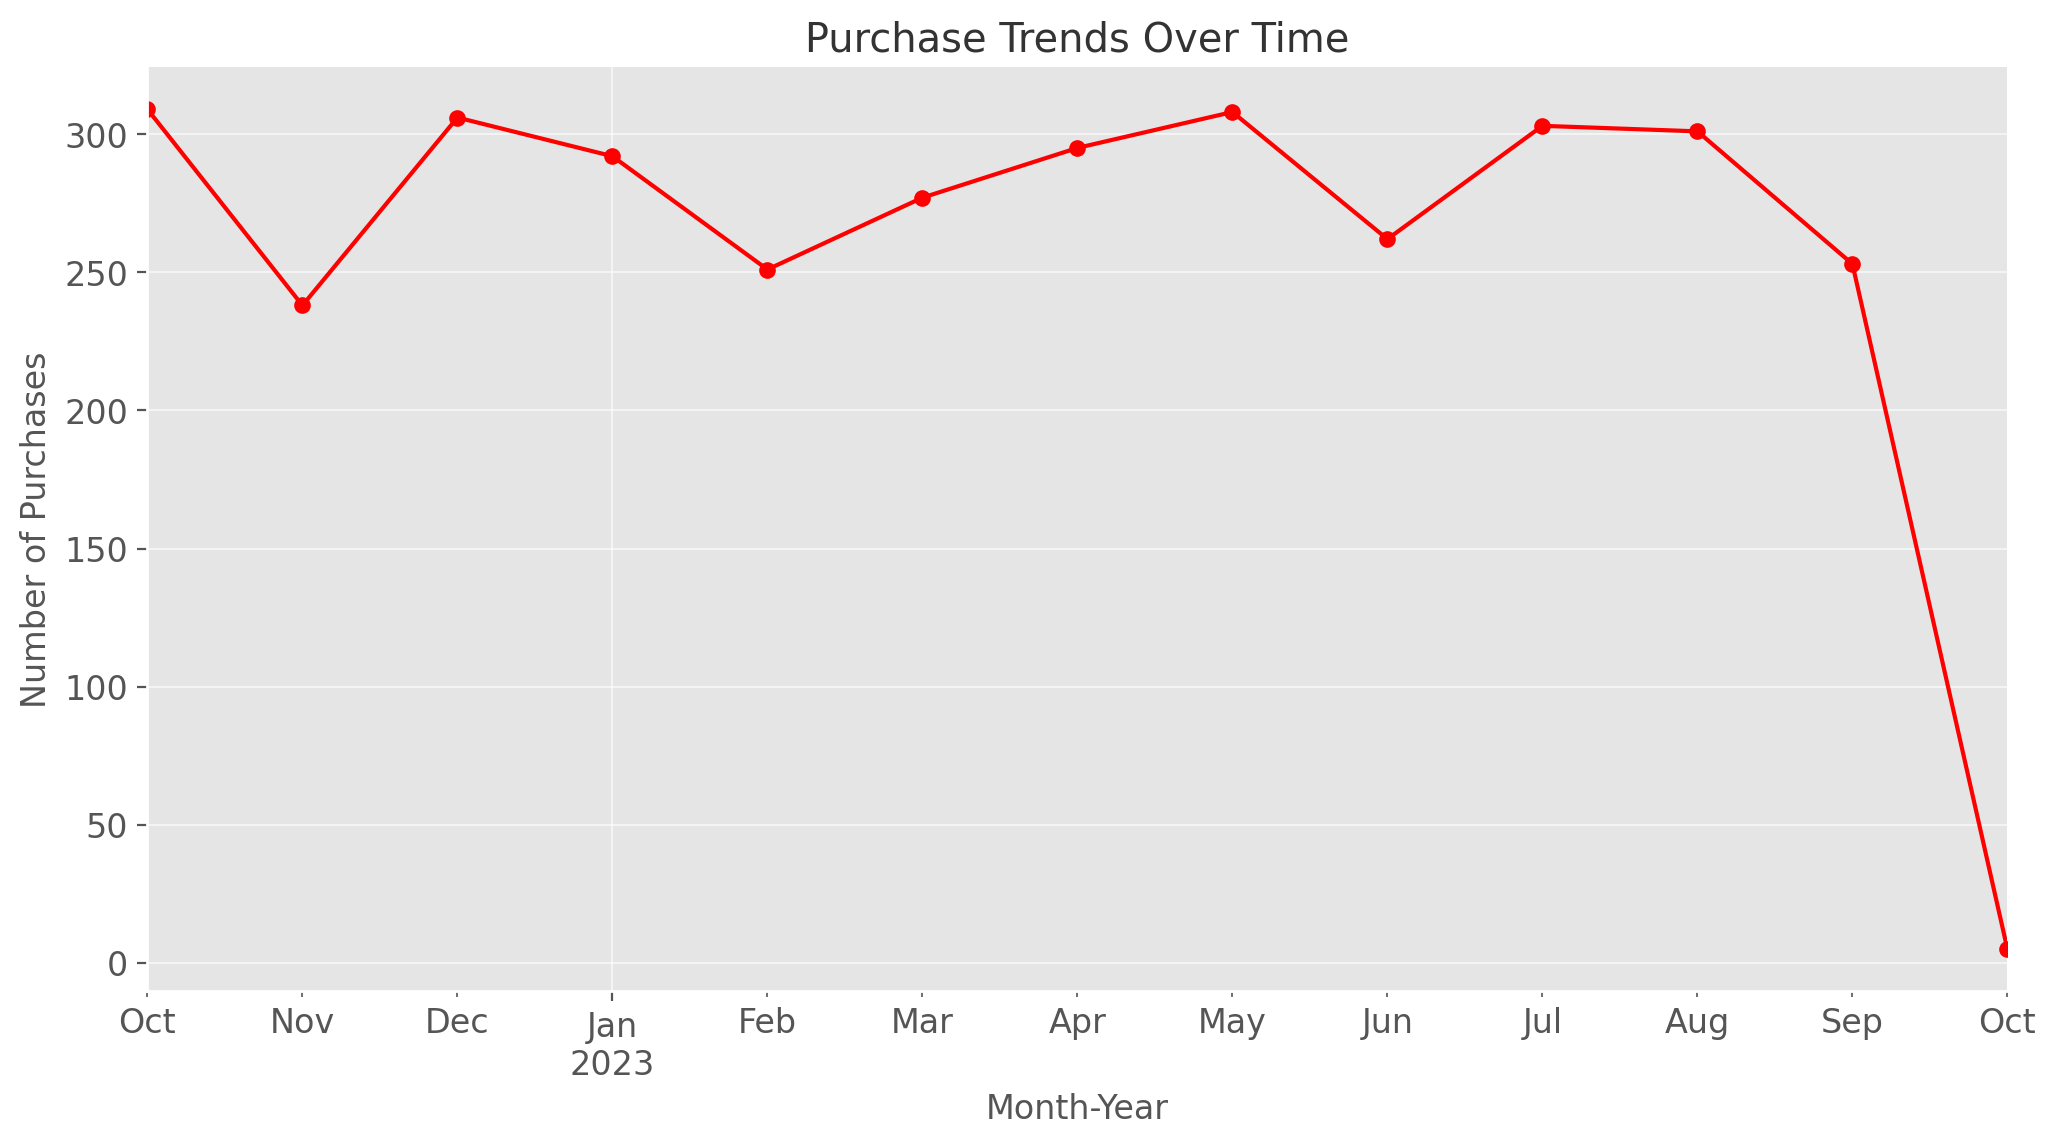 Purchase Trends Over Time
Number of Purchases
300
250
200
150
100
50
0
Oct Nov Dec Jan Feb Mar Apr May Jun Jul Aug Sep Oct
2023
Month-Year